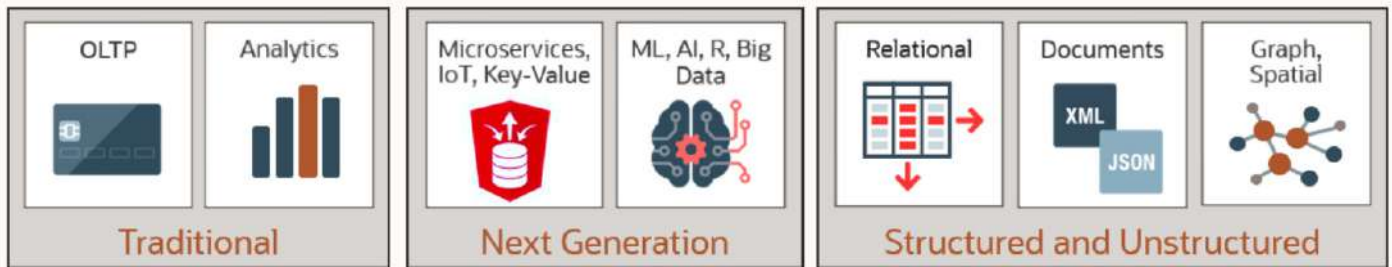 OLTP
Analytics
Traditional
Microservices,
IoT, Key-Value
ML, AI, R, Big
Data
Next Generation
Relational
Documents
XML
JSON
Graph,
Spatial
Structured and Unstructured